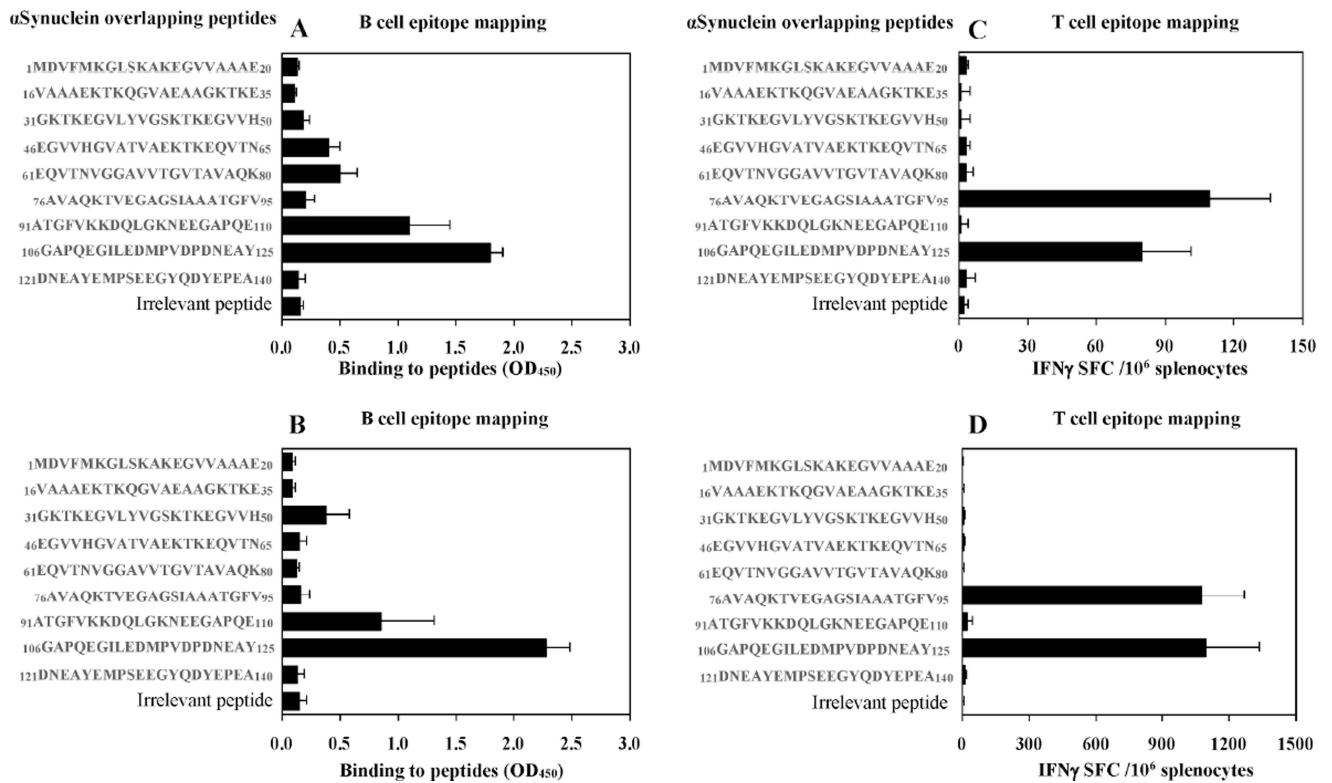 αSynuclein overlapping peptides
A
B cell epitope mapping
1MDVFMKGLSKAKEGVVAAAE20
16VAAAEKTKQGVAEAAGKTKE35
31GKTKEGVLYVGSKTKEGVVH50
46EGVVHGVATVAEKTKEQVTN65
61EQVTNVGGAVVTGVTAVAQK80
76AVAQKTVEGAGSIAAATGFV95
91ATGFVKKDQLGKNEEGAPQE110
106GAPQEGILEDMPVDPDNEAY125
121DNEAYEMPSEEGYQDYEPEA140
Irrelevant peptide
0.0 0.5 1.0 1.5 2.0 2.5 3.0
Binding to peptides (OD450)
αSynuclein overlapping peptides
C
T cell epitope mapping
1MDVFMKGLSKAKEGVVAAAE20
16VAAAEKTKQGVAEAAGKTKE35
31GKTKEGVLYVGSKTKEGVVH50
46EGVVHGVATVAEKTKEQVTN65
61EQVTNVGGAVVTGVTAVAQK80
76AVAQKTVEGAGSIAAATGFV95
91ATGFVKKDQLGKNEEGAPQE110
106GAPQEGILEDMPVDPDNEAY125
121DNEAYEMPSEEGYQDYEPEA140
Irrelevant peptide
0 30 60 90 120 150
IFNγ SFC /10⁶ splenocytes
B
B cell epitope mapping
1MDVFMKGLSKAKEGVVAAAE20
16VAAAEKTKQGVAEAAGKTKE35
31GKTKEGVLYVGSKTKEGVVH50
46EGVVHGVATVAEKTKEQVTN65
61EQVTNVGGAVVTGVTAVAQK80
76AVAQKTVEGAGSIAAATGFV95
91ATGFVKKDQLGKNEEGAPQE110
106GAPQEGILEDMPVDPDNEAY125
121DNEAYEMPSEEGYQDYEPEA140
Irrelevant peptide
0.0 0.5 1.0 1.5 2.0 2.5 3.0
Binding to peptides (OD450)
D
T cell epitope mapping
1MDVFMKGLSKAKEGVVAAAE20
16VAAAEKTKQGVAEAAGKTKE35
31GKTKEGVLYVGSKTKEGVVH50
46EGVVHGVATVAEKTKEQVTN65
61EQVTNVGGAVVTGVTAVAQK80
76AVAQKTVEGAGSIAAATGFV95
91ATGFVKKDQLGKNEEGAPQE110
106GAPQEGILEDMPVDPDNEAY125
121DNEAYEMPSEEGYQDYEPEA140
Irrelevant peptide
0 300 600 900 1200 1500
IFNγ SFC /10⁶ splenocytes